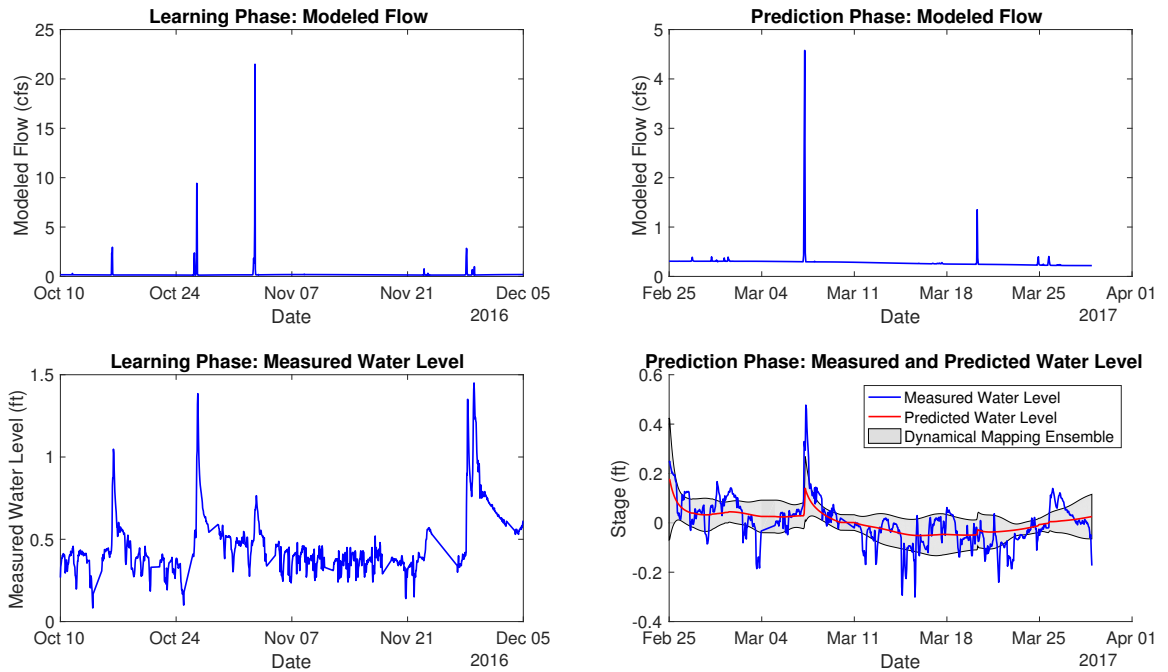 Learning Phase: Modeled Flow
25
20
15
10
5
0
Modeled Flow (cfs)
Oct 10
Oct 24
Nov 07
Nov 21
Dec 05
Date
2016
Prediction Phase: Modeled Flow
5
4
3
2
1
0
Modeled Flow (cfs)
Feb 25
Mar 04
Mar 11
Mar 18
Mar 25
Apr 01
Date
2017
Learning Phase: Measured Water Level
1.5
1
0.5
0
Measured Water Level (ft)
Oct 10
Oct 24
Nov 07
Nov 21
Dec 05
Date
2016
Prediction Phase: Measured and Predicted Water Level
0.6
0.4
0.2
0
-0.2
-0.4
Stage (ft)
Measured Water Level
Predicted Water Level
Dynamical Mapping Ensemble
Feb 25
Mar 04
Mar 11
Mar 18
Mar 25
Apr 01
Date
2017